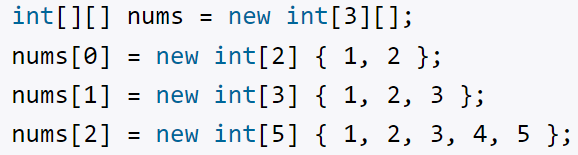 int[][] nums = new int[3][];
nums[0] = new int[2] { 1, 2 };
nums[1] = new int[3] { 1, 2, 3 };
nums[2] = new int[5] { 1, 2, 3, 4, 5 };